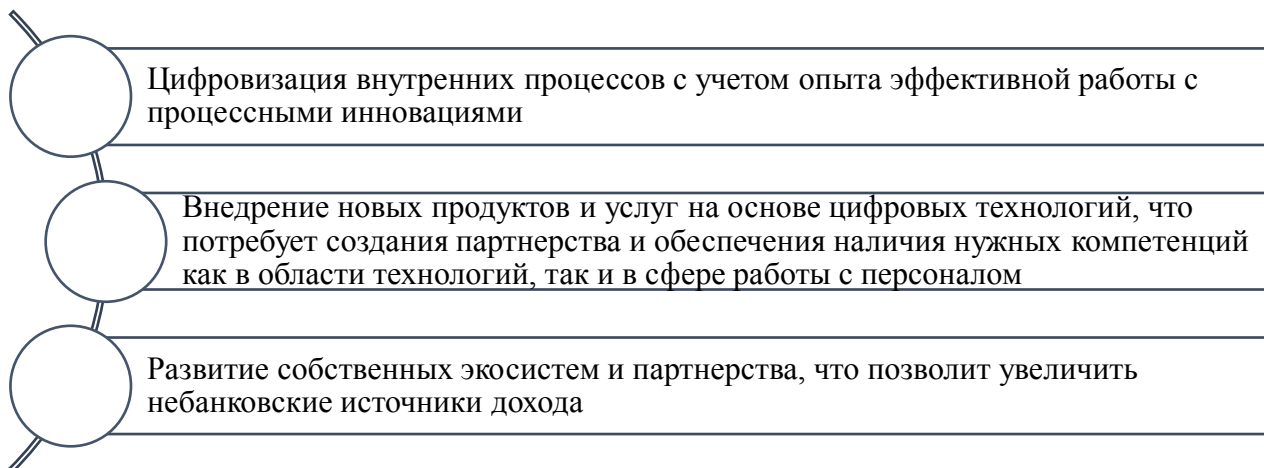 Цифровизация внутренних процессов с учетом опыта эффективной работы с
процессными инновациями
Внедрение новых продуктов и услуг на основе цифровых технологий, что
потребует создания партнерства и обеспечения наличия нужных компетенций
как в области технологий, так и в сфере работы с персоналом
Развитие собственных экосистем и партнерства, что позволит увеличить
небанковские источники дохода